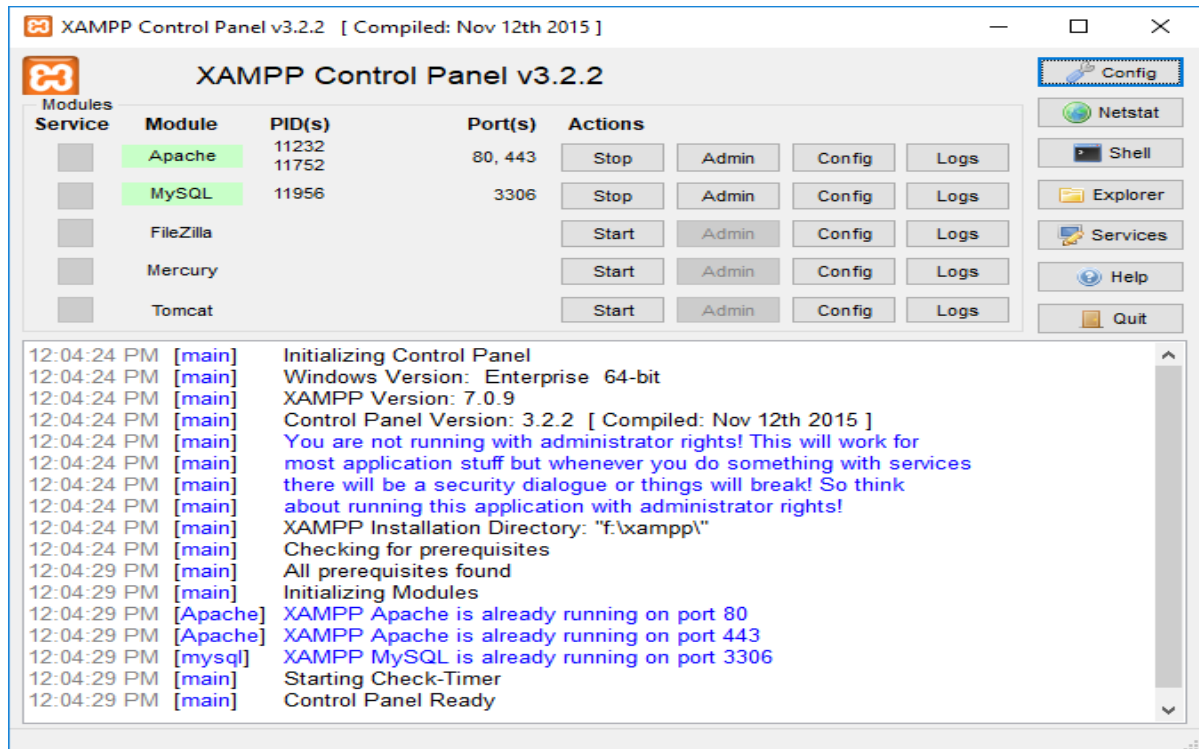 XAMPP Control Panel v3.2.2 [ Compiled: Nov 12th 2015 ]
XAMPP Control Panel v3.2.2
Config
Modules
Service Module PID(s) Port(s) Actions
Netstat
Apache 11232 11752 80, 443 Stop Admin Config Logs
Shell
MySQL 11956 3306 Stop Admin Config Logs
Explorer
FileZilla Start Admin Config Logs
Services
Mercury Start Admin Config Logs
Help
Tomcat Start Admin Config Logs
Quit
12:04:24 PM [main] Initializing Control Panel
12:04:24 PM [main] Windows Version: Enterprise 64-bit
12:04:24 PM [main] XAMPP Version: 7.0.9
12:04:24 PM [main] Control Panel Version: 3.2.2 [ Compiled: Nov 12th 2015 ]
12:04:24 PM [main] You are not running with administrator rights! This will work for
12:04:24 PM [main] most application stuff but whenever you do something with services
12:04:24 PM [main] there will be a security dialogue or things will break! So think
12:04:24 PM [main] about running this application with administrator rights!
12:04:24 PM [main] XAMPP Installation Directory: "f:\xampp\"
12:04:24 PM [main] Checking for prerequisites
12:04:29 PM [main] All prerequisites found
12:04:29 PM [main] Initializing Modules
12:04:29 PM [Apache] XAMPP Apache is already running on port 80
12:04:29 PM [Apache] XAMPP Apache is already running on port 443
12:04:29 PM [mysql] XAMPP MySQL is already running on port 3306
12:04:29 PM [main] Starting Check-Timer
12:04:29 PM [main] Control Panel Ready